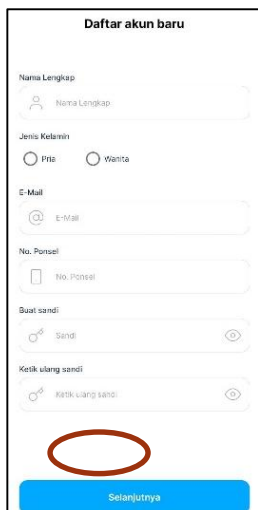 Daftar akun baru
Nama Lengkap
Nama Lengkap
Jenis Kelamin
Pria
Wanita
E-Mail
E-Mail
No. Ponsel
No. Ponsel
Buat sandi
Sandi
Ketik ulang sandi
Ketik ulang sandi
Selanjutnya